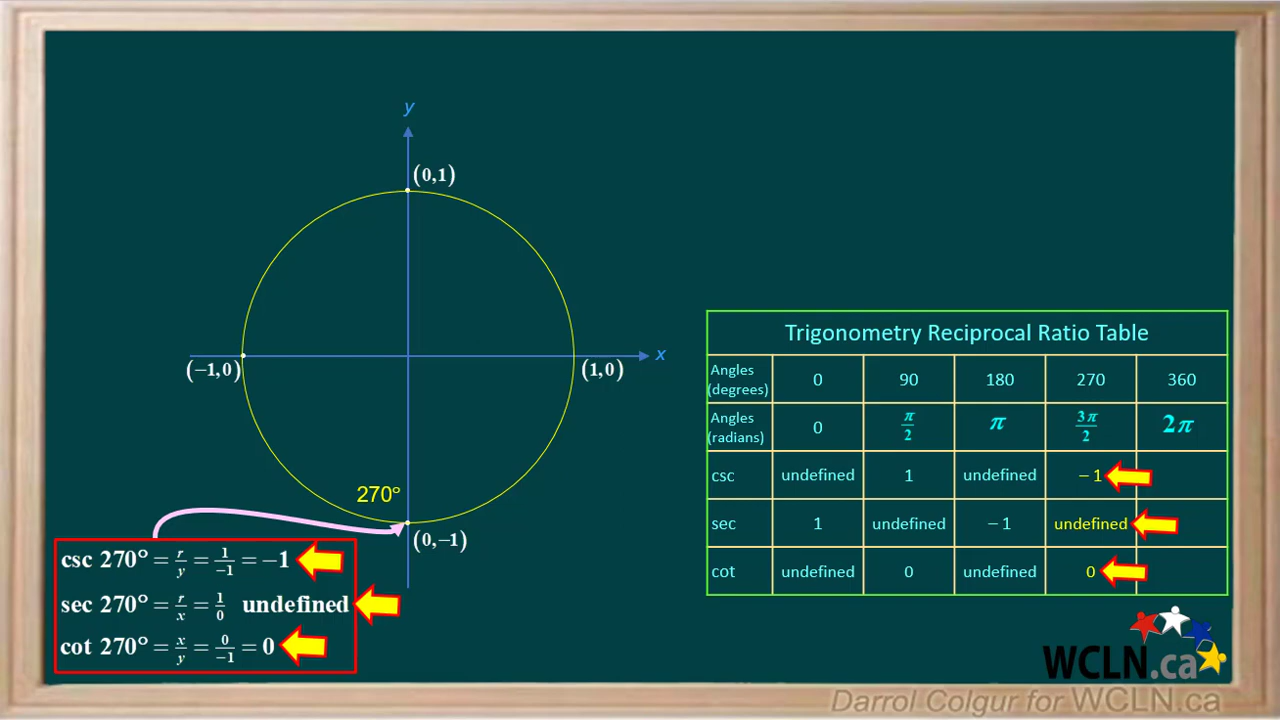 y
(0,1)
(−1,0)
(1,0)
x
270°
(0,−1)
csc 270° = r/y = 1/−1 = −1
sec 270° = r/x = 1/0 undefined
cot 270° = x/y = 0/−1 = 0
Trigonometry Reciprocal Ratio Table
Angles (degrees) 0 90 180 270 360
Angles (radians) 0 π/2 π 3π/2 2π
csc undefined 1 undefined −1
sec 1 undefined −1 undefined
cot undefined 0 undefined 0
WCLN.ca
Darrol Colgur for WCLN.ca